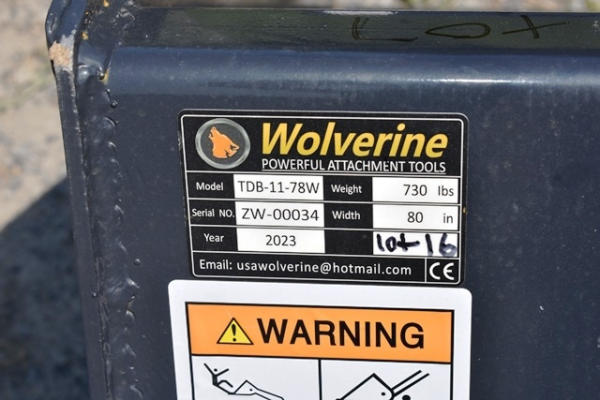 LOT
Wolverine
POWERFUL ATTACHMENT TOOLS
Model TDB-11-78W Weight 730 lbs
Serial NO. ZW-00034 Width 80 in
Year 2023 lot 16
Email: usawolverine@hotmail.com CE
WARNING